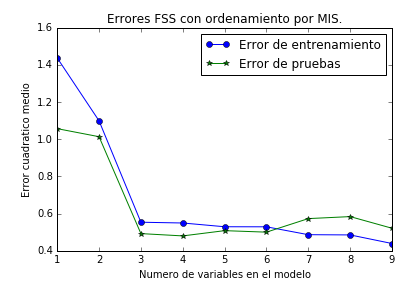 Errores FSS con ordenamiento por MIS.
1.6
1.4
1.2
1.0
0.8
0.6
0.4
Error cuadratico medio
Error de entrenamiento
Error de pruebas
1 2 3 4 5 6 7 8 9
Numero de variables en el modelo